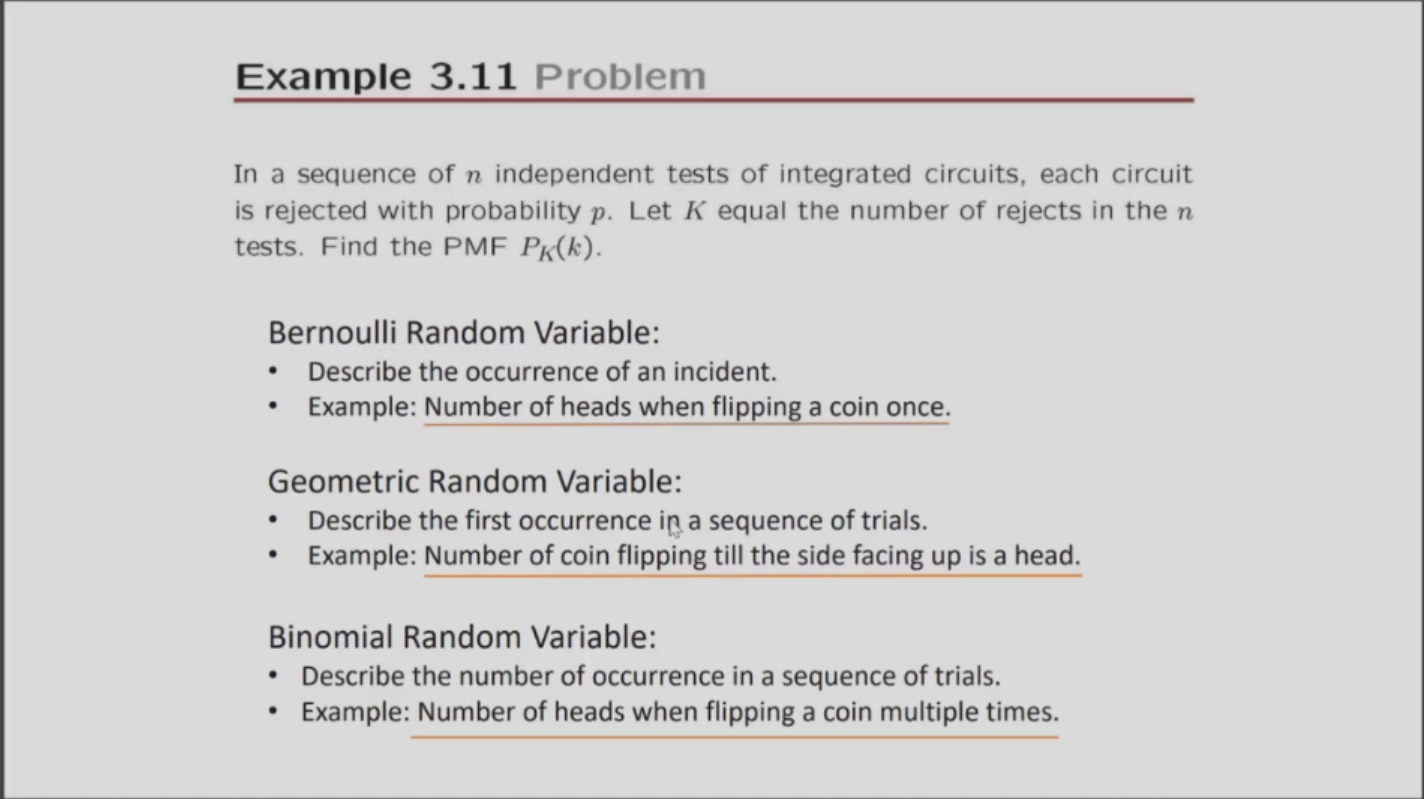 Example 3.11 Problem
In a sequence of n independent tests of integrated circuits, each circuit
is rejected with probability p. Let K equal the number of rejects in the n
tests. Find the PMF P_K(k).
Bernoulli Random Variable:
• Describe the occurrence of an incident.
• Example: Number of heads when flipping a coin once.
Geometric Random Variable:
• Describe the first occurrence in a sequence of trials.
• Example: Number of coin flipping till the side facing up is a head.
Binomial Random Variable:
• Describe the number of occurrence in a sequence of trials.
• Example: Number of heads when flipping a coin multiple times.